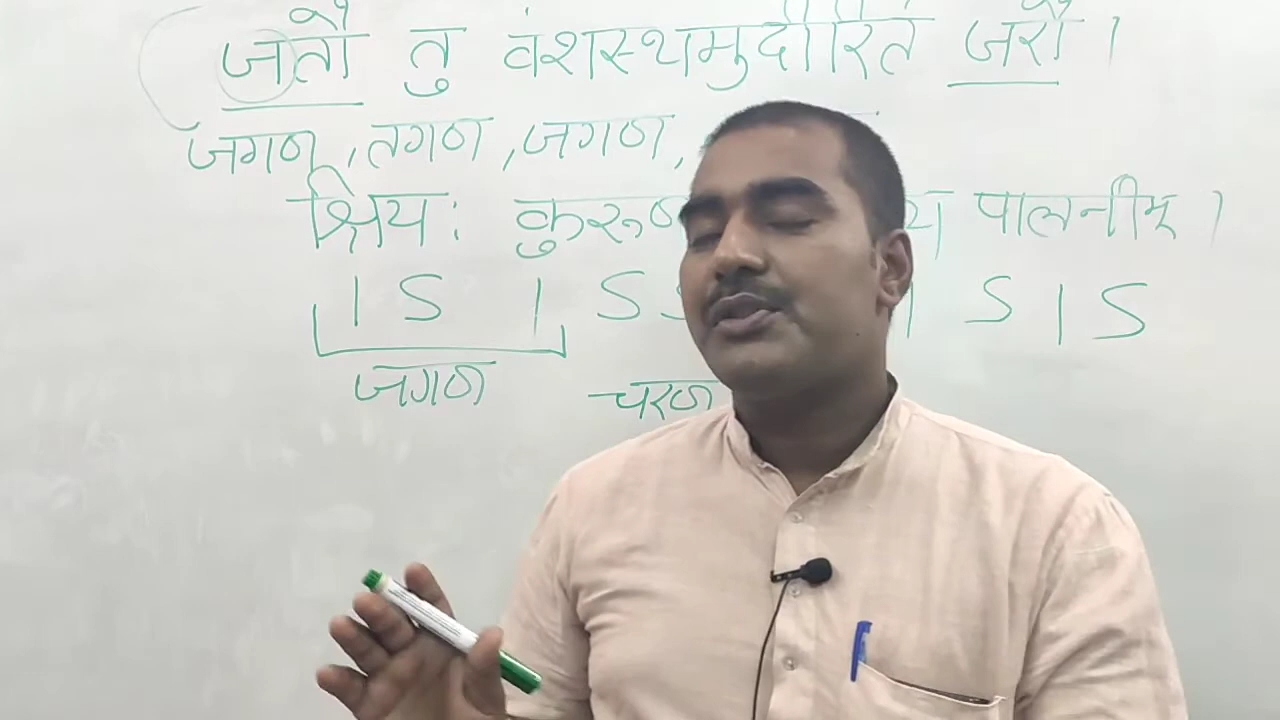 जतौ तु वंशस्थमुदीरितं जरौ ।
जगण, तगण, जगण,
श्रियः कुरू पालनीम् ।
। ऽ । ऽ ऽ । ऽ । ऽ
जगण चरण